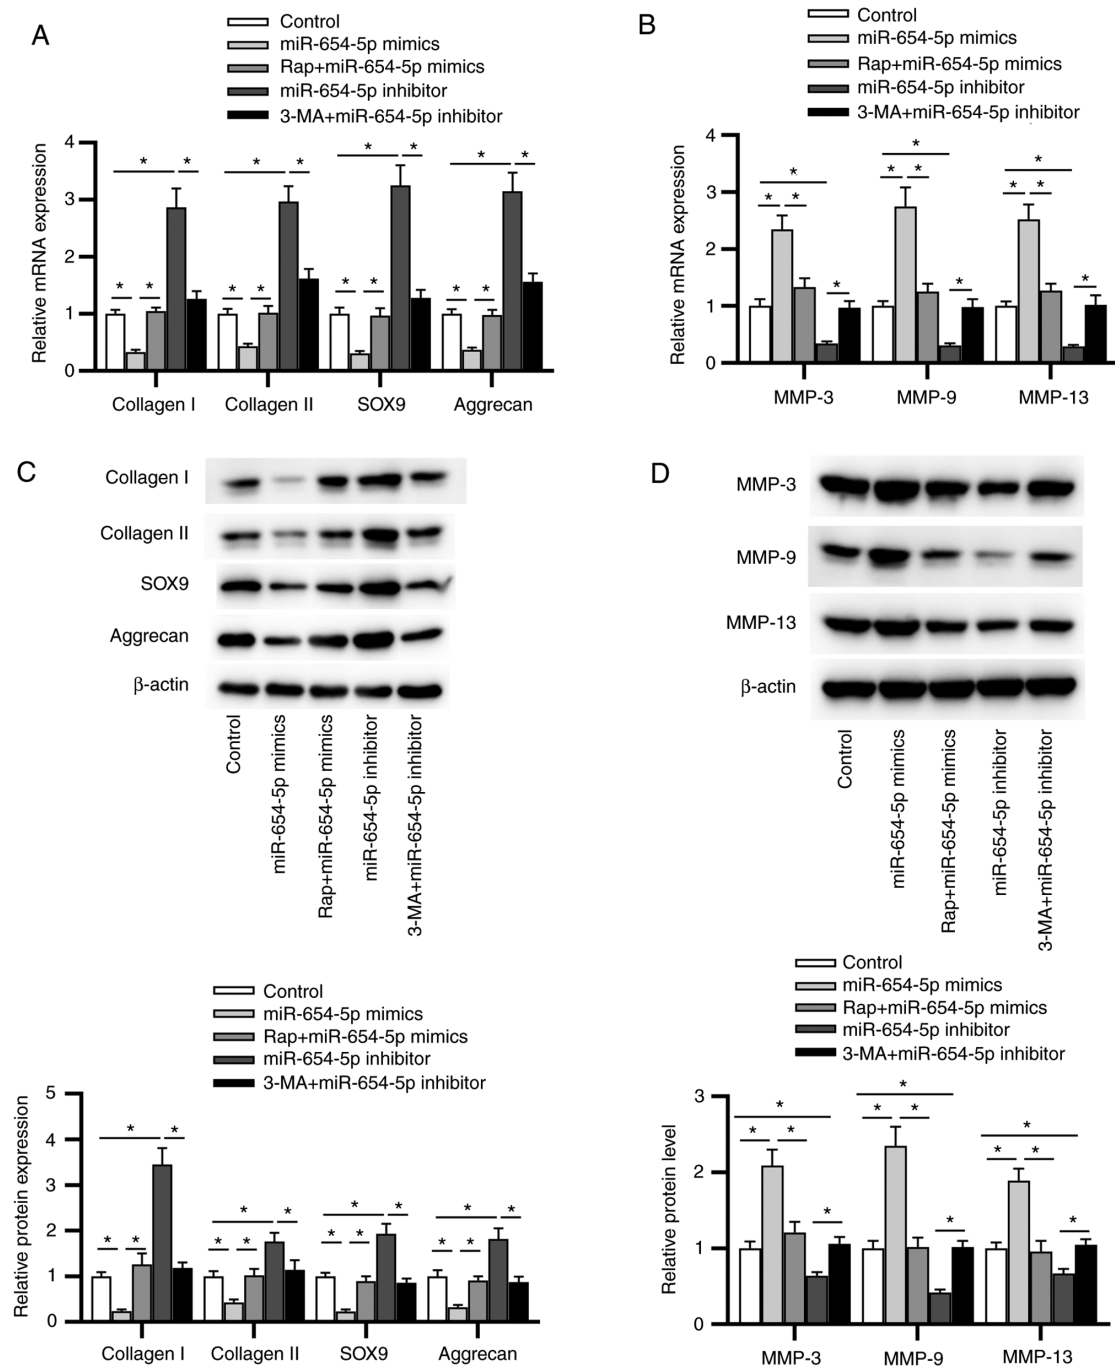 A
Control
miR-654-5p mimics
Rap+miR-654-5p mimics
miR-654-5p inhibitor
3-MA+miR-654-5p inhibitor
Relative mRNA expression
4
3
2
1
0
* * * * * * * *
* * * * * * * *
Collagen I Collagen II SOX9 Aggrecan
B
Control
miR-654-5p mimics
Rap+miR-654-5p mimics
miR-654-5p inhibitor
3-MA+miR-654-5p inhibitor
Relative mRNA expression
4
3
2
1
0
* * *
* * * * * *
* * *
MMP-3 MMP-9 MMP-13
C
Collagen I
Collagen II
SOX9
Aggrecan
β-actin
Control
miR-654-5p mimics
Rap+miR-654-5p mimics
miR-654-5p inhibitor
3-MA+miR-654-5p inhibitor
D
MMP-3
MMP-9
MMP-13
β-actin
Control
miR-654-5p mimics
Rap+miR-654-5p mimics
miR-654-5p inhibitor
3-MA+miR-654-5p inhibitor
Control
miR-654-5p mimics
Rap+miR-654-5p mimics
miR-654-5p inhibitor
3-MA+miR-654-5p inhibitor
Relative protein expression
5
4
3
2
1
0
* * * * * * * *
* * * * * * * *
Collagen I Collagen II SOX9 Aggrecan
Control
miR-654-5p mimics
Rap+miR-654-5p mimics
miR-654-5p inhibitor
3-MA+miR-654-5p inhibitor
Relative protein level
3
2
1
0
* * *
* * * * * *
* * *
MMP-3 MMP-9 MMP-13